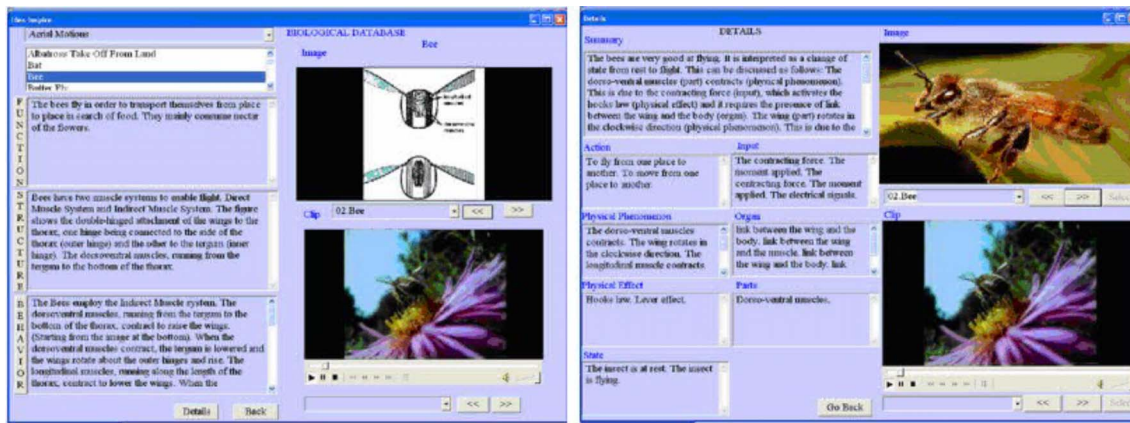 Idea Inspire
Aerial Motions
Albatross Take Off From Land
Bat
Bee
Butter Fly
FUNCTION
The bees fly in order to transport themselves from place
to place in search of food. They mainly consume nectar
of the flowers.
STRUCTURE
Bees have two muscle systems to enable flight. Direct
Muscle System and Indirect Muscle System. The figure
shows the double-hinged attachment of the wings to the
thorax, one hinge being connected to the side of the
thorax (outer hinge) and the other to the tergum (inner
hinge). The dorsoventral muscles, running from the
tergum to the bottom of the thorax.
BEHAVIOR
The Bees employ the Indirect Muscle system. The
dorsoventral muscles, running from the tergum to the
bottom of the thorax, contract to raise the wings.
(Starting from the image at the bottom). When the
dorsoventral muscles contract, the tergum is lowered and
the wings rotate about the outer hinges and rise. The
longitudinal muscles, running along the length of the
thorax, contract to lower the wings. When the
Details
Back
BIOLOGICAL DATABASE
Bee
Image
longitudinal
muscles
muscles
Clip
02.Bee
<<
>>
<<
>>
Details
DETAILS
Summary
The bees are very good at flying. It is interpreted as a change of
state from rest to flight. This can be discussed as follows: The
dorso-ventral muscles (part) contracts (physical phenomenon).
This is due to the contracting force (input), which activates the
hooks law (physical effect) and it requires the presence of link
between the wing and the body (organ). The wing (part) rotates in
the clockwise direction (physical phenomenon). This is due to the
Action
To fly from one place to
another. To move from one
place to another.
Input
The contracting force. The
moment applied. The
contracting force. The moment
applied. The electrical signals.
Physical Phenomenon
The dorso-ventral muscles
contracts. The wing rotates in
the clockwise direction. The
longitudinal muscle contracts.
Organ
link between the wing and the
body. link between the wing
and the muscle. link between
the wing and the body. link
Physical Effect
Hooks law. Lever effect.
Parts
Dorso-ventral muscles.
State
The insect is at rest. The insect
is flying.
Go Back
Image
02.Bee
<<
>>
Select
Clip
<<
>>
Select